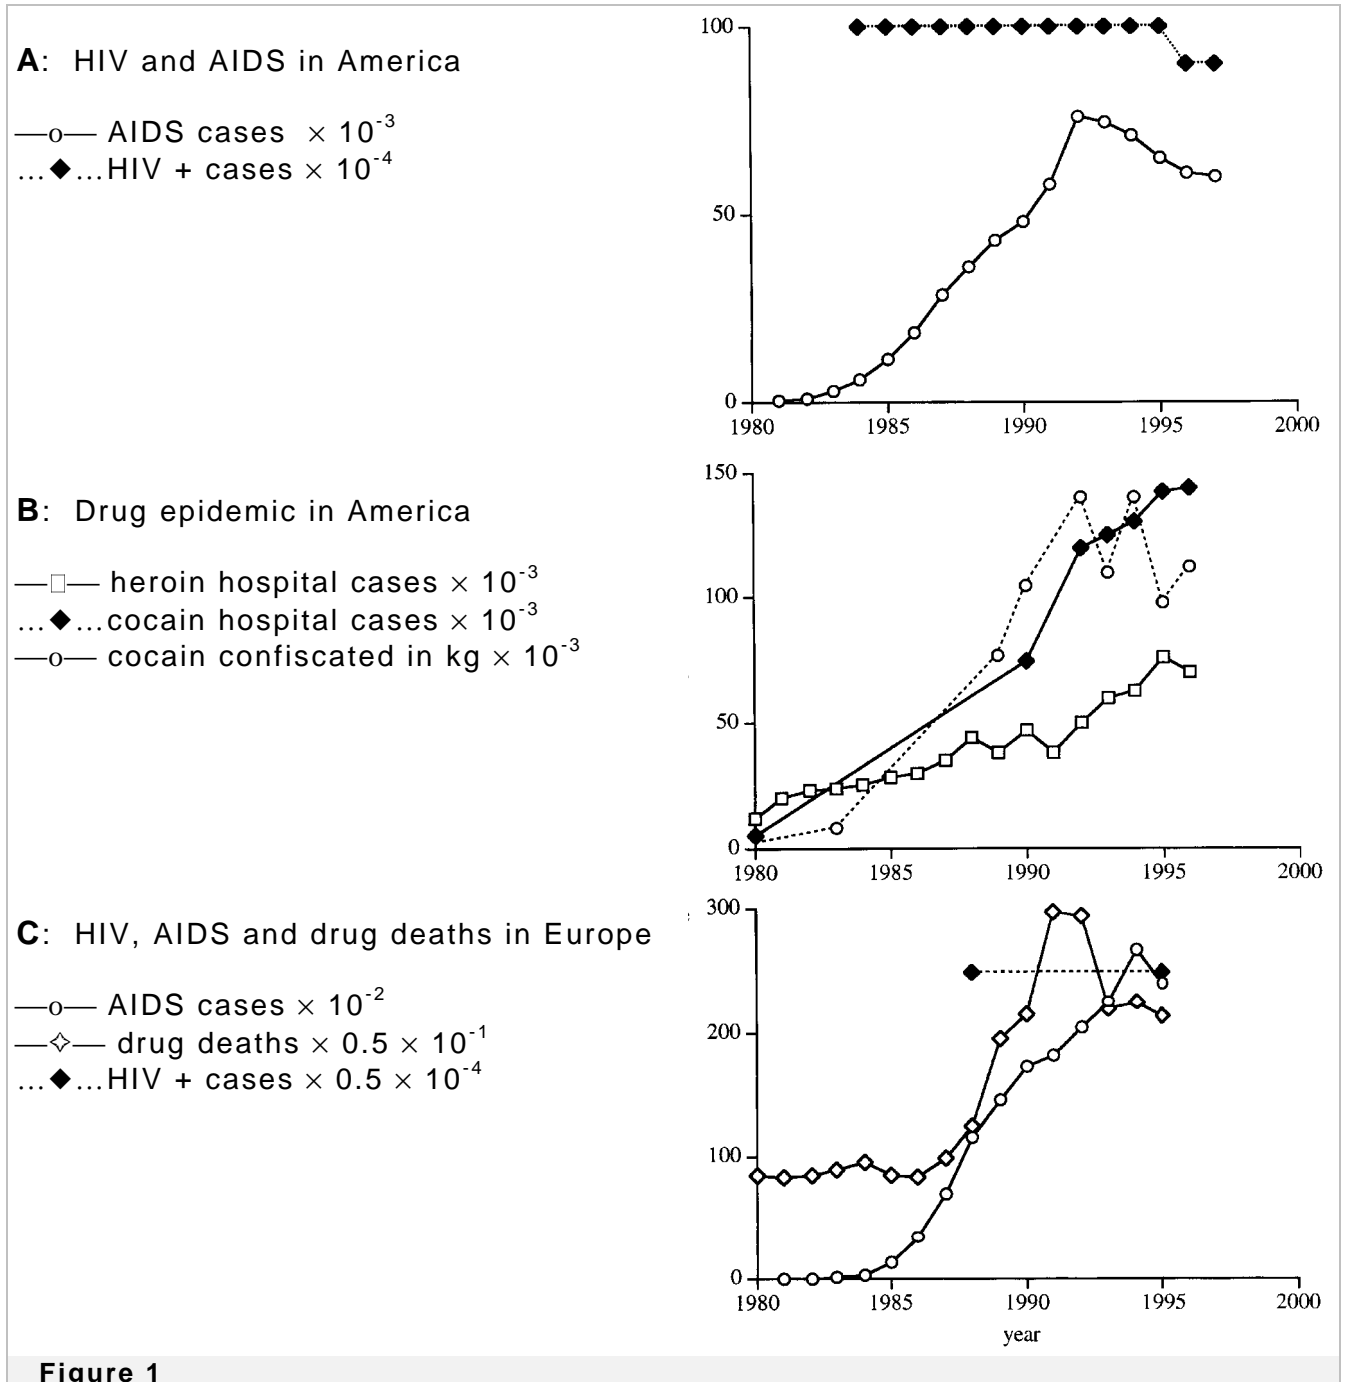 A: HIV and AIDS in America
—o— AIDS cases × 10⁻³
...◆...HIV + cases × 10⁻⁴
100
50
0
1980 1985 1990 1995 2000
B: Drug epidemic in America
—□— heroin hospital cases × 10⁻³
...◆...cocain hospital cases × 10⁻³
—o— cocain confiscated in kg × 10⁻³
150
100
50
0
1980 1985 1990 1995 2000
C: HIV, AIDS and drug deaths in Europe
—o— AIDS cases × 10⁻²
—✧— drug deaths × 0.5 × 10⁻¹
...◆...HIV + cases × 0.5 × 10⁻⁴
300
200
100
0
1980 1985 1990 1995 2000
year
Figure 1